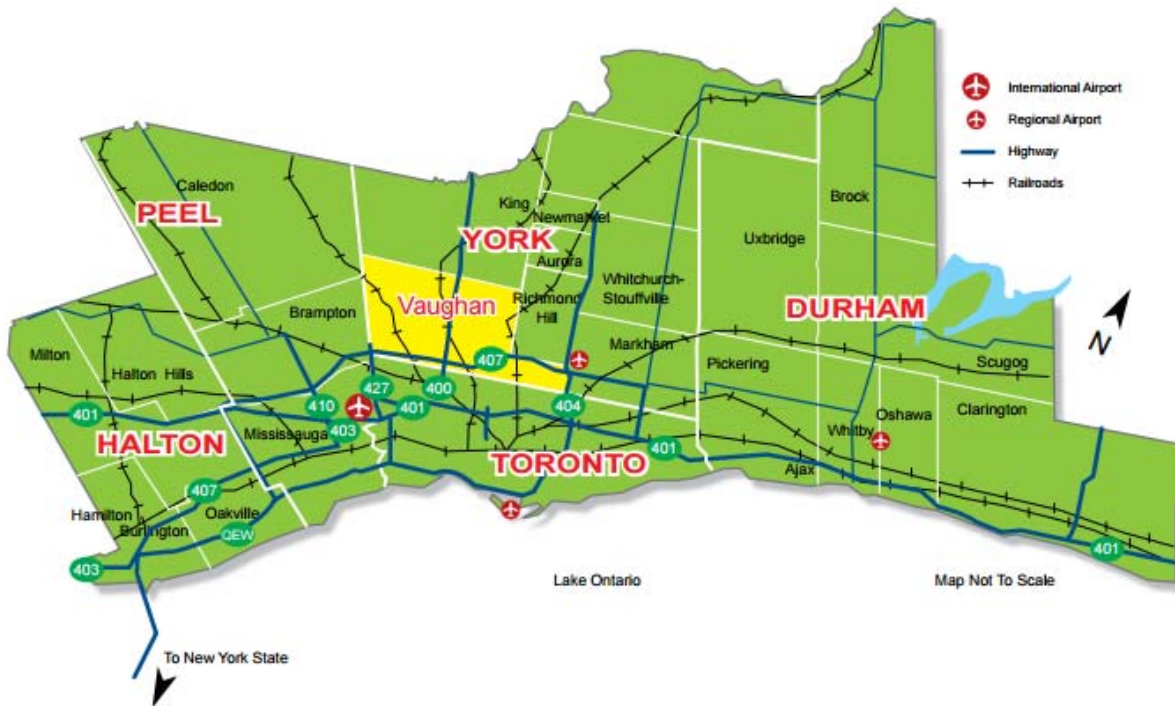 International Airport
Regional Airport
Highway
Railroads
Caledon
PEEL
King
Newmarket
YORK
Aurora
Brock
Uxbridge
Whitchurch-
Stouffville
Vaughan
Richmond
Hill
DURHAM
Brampton
N
Milton
Halton Hills
407
Markham
Pickering
Scugog
427
400
410
401
404
401
403
Mississauga
HALTON
TORONTO
401
Whitby
Oshawa
Clarington
Ajax
407
Hamilton
Burlington
Oakville
QEW
403
401
Lake Ontario
Map Not To Scale
To New York State